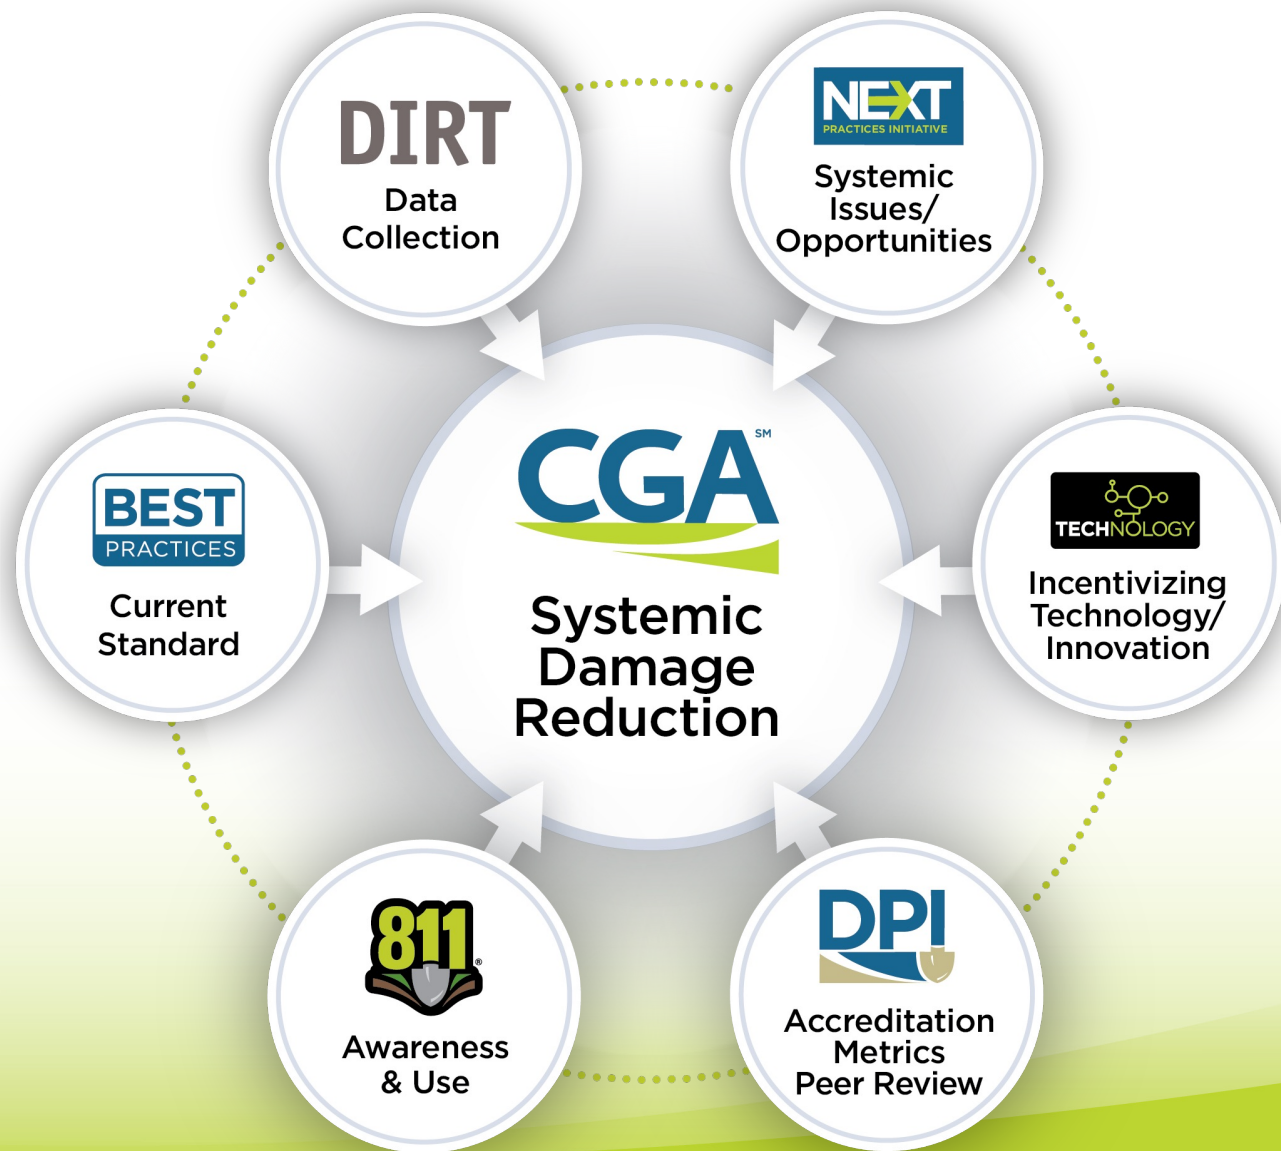 DIRT
Data
Collection
NEXT
PRACTICES INITIATIVE
Systemic
Issues/
Opportunities
BEST
PRACTICES
Current
Standard
CGA SM
Systemic
Damage
Reduction
TECHNOLOGY
Incentivizing
Technology/
Innovation
811 ®
Awareness
& Use
DPI
Accreditation
Metrics
Peer Review